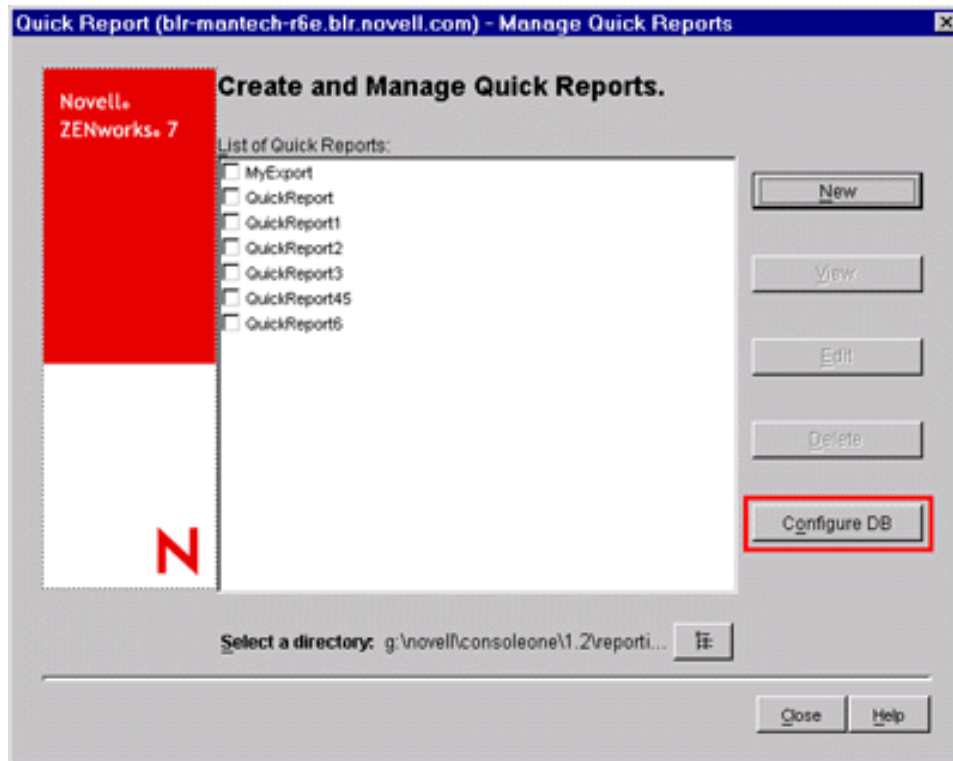 Quick Report (blr-mantech-r6e.blr.novell.com) - Manage Quick Reports
Novell®
ZENworks® 7
Create and Manage Quick Reports.
List of Quick Reports:
MyExport
QuickReport
QuickReport1
QuickReport2
QuickReport3
QuickReport45
QuickReport6
New
View
Edit
Delete
Configure DB
N
Select a directory: g:\novell\consoleone\1.2\reporti...
Close
Help